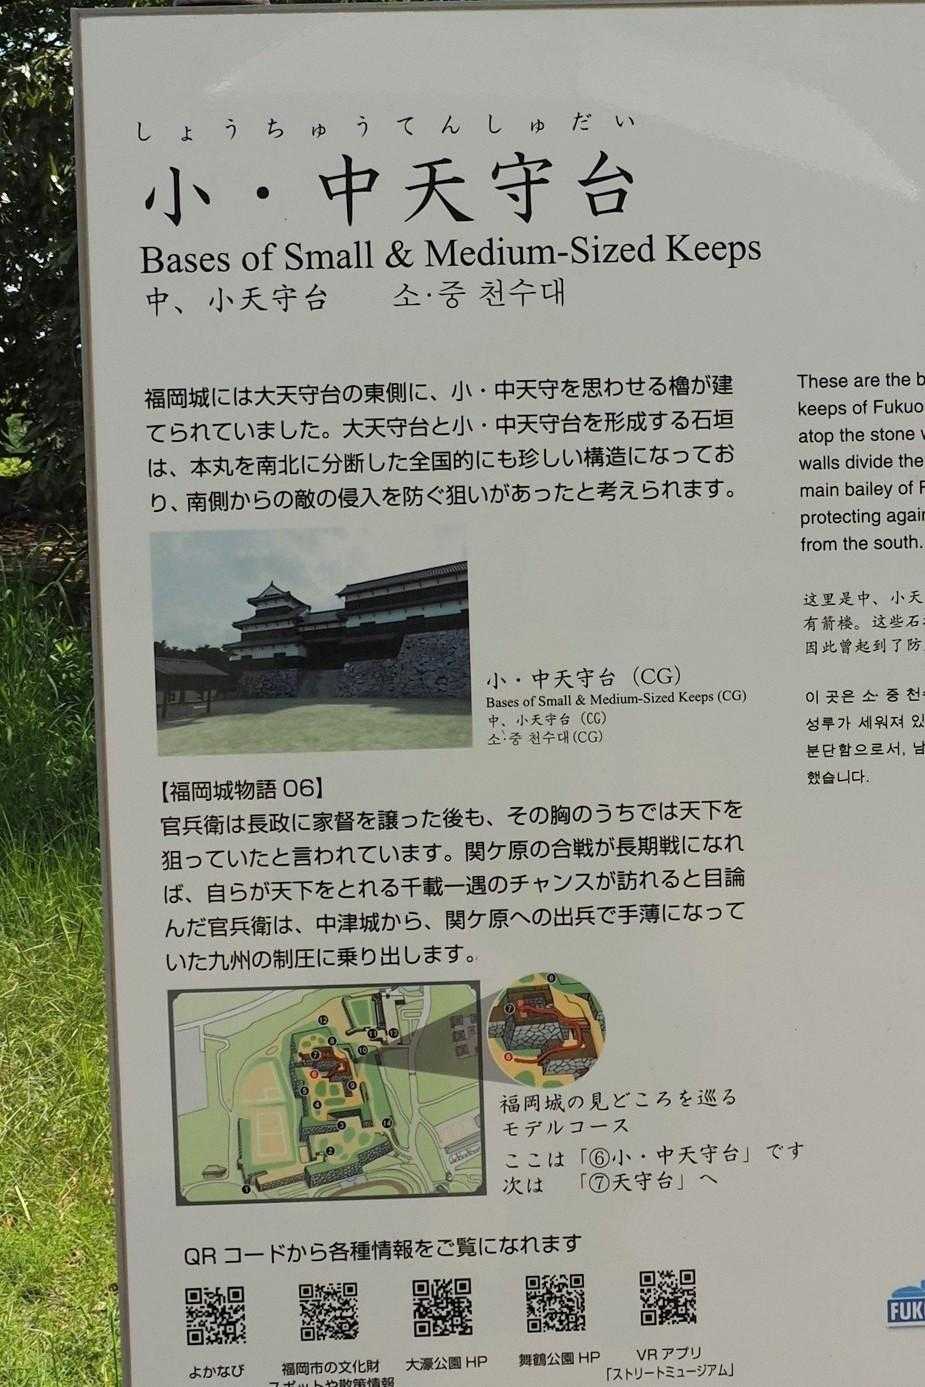 しょうちゅうてんしゅだい
小・中天守台
Bases of Small & Medium-Sized Keeps
中、小天守台 소·중 천수대
福岡城には大天守台の東側に、小・中天守を思わせる櫓が建
てられていました。大天守台と小・中天守台を形成する石垣
は、本丸を南北に分断した全国的にも珍しい構造になってお
り、南側からの敵の侵入を防ぐ狙いがあったと考えられます。
小・中天守台（CG）
Bases of Small & Medium-Sized Keeps (CG)
中、小天守台（CG）
소·중 천수대(CG)
【福岡城物語 06】
官兵衛は長政に家督を譲った後も、その胸のうちでは天下を
狙っていたと言われています。関ケ原の合戦が長期戦になれ
ば、自らが天下をとれる千載一遇のチャンスが訪れると目論
んだ官兵衛は、中津城から、関ケ原への出兵で手薄になって
いた九州の制圧に乗り出します。
福岡城の見どころを巡る
モデルコース
ここは「⑥小・中天守台」です
次は 「⑦天守台」へ
QRコードから各種情報をご覧になれます
よかなび
福岡市の文化財
スポットや散策情報
大濠公園 HP
舞鶴公園 HP
VR アプリ
「ストリートミュージアム」
These are the b
keeps of Fukuo
atop the stone w
walls divide the
main bailey of F
protecting again
from the south.
这里是中、小天
有箭楼。这些石
因此曾起到了防
이 곳은 소·중 천수
성루가 세워져 있
분단함으로서, 남
했습니다.
FUK